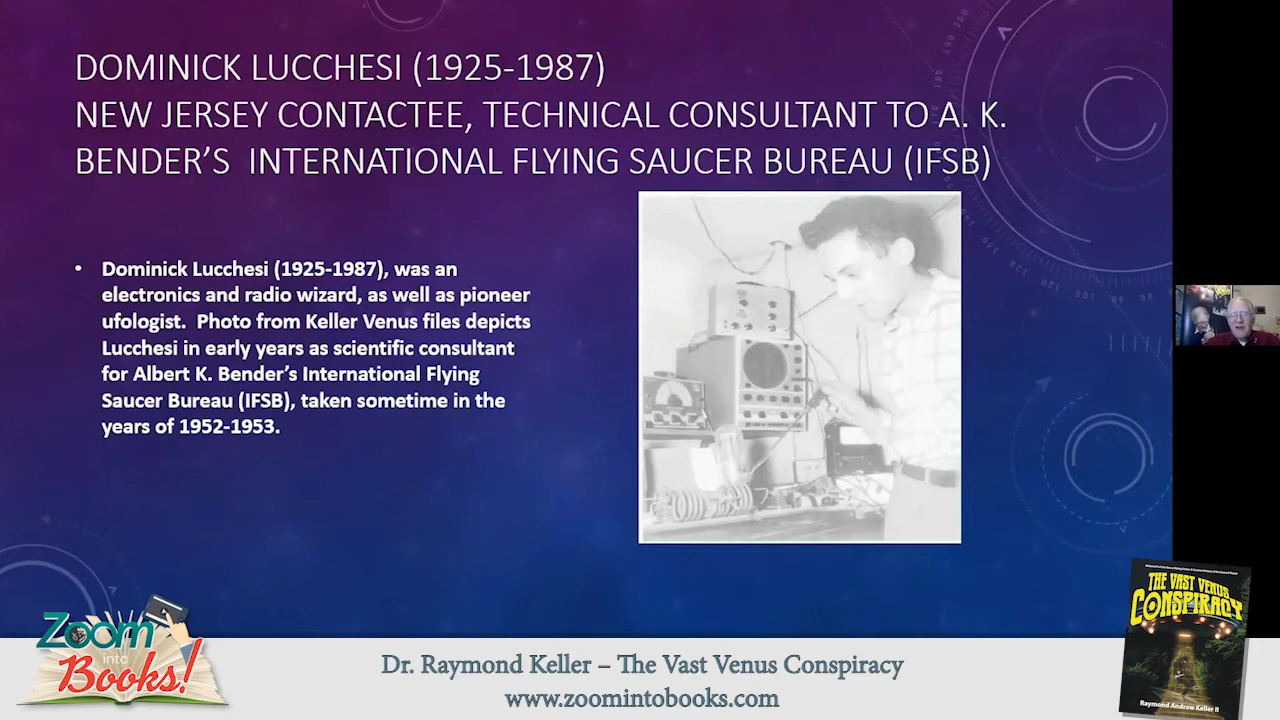 DOMINICK LUCCHESI (1925-1987)
NEW JERSEY CONTACTEE, TECHNICAL CONSULTANT TO A. K.
BENDER’S INTERNATIONAL FLYING SAUCER BUREAU (IFSB)
• Dominick Lucchesi (1925-1987), was an
electronics and radio wizard, as well as pioneer
ufologist. Photo from Keller Venus files depicts
Lucchesi in early years as scientific consultant
for Albert K. Bender’s International Flying
Saucer Bureau (IFSB), taken sometime in the
years of 1952-1953.
Zoom
into
Books!
Dr. Raymond Keller – The Vast Venus Conspiracy
www.zoomintobooks.com
THE VAST VENUS
CONSPIRACY
Raymond Andrew Keller II